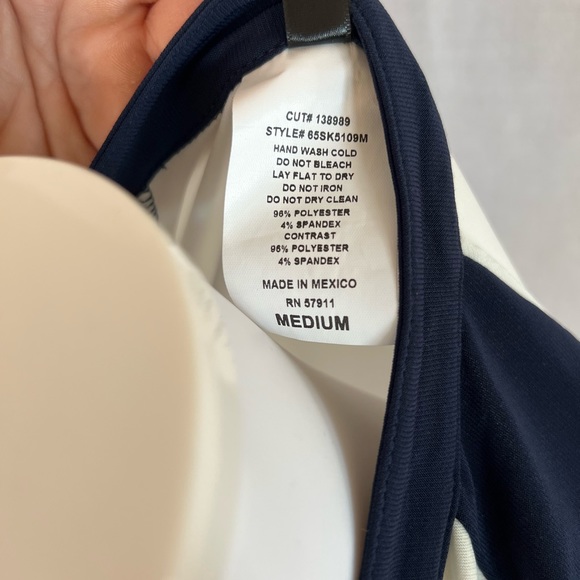 CUT# 138989
STYLE# 65SK5109M
HAND WASH COLD
DO NOT BLEACH
LAY FLAT TO DRY
DO NOT IRON
DO NOT DRY CLEAN
96% POLYESTER
4% SPANDEX
CONTRAST
96% POLYESTER
4% SPANDEX
MADE IN MEXICO
RN 57911
MEDIUM